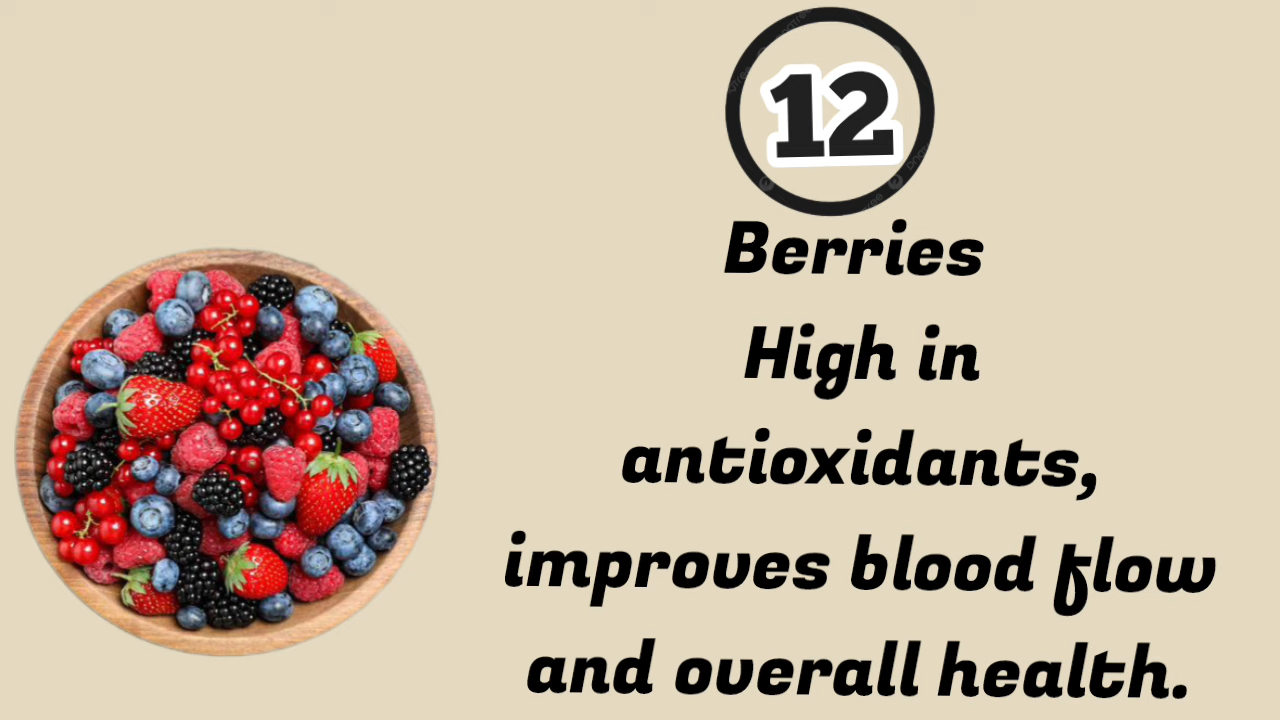 12
Berries
High in
antioxidants,
improves blood flow
and overall health.